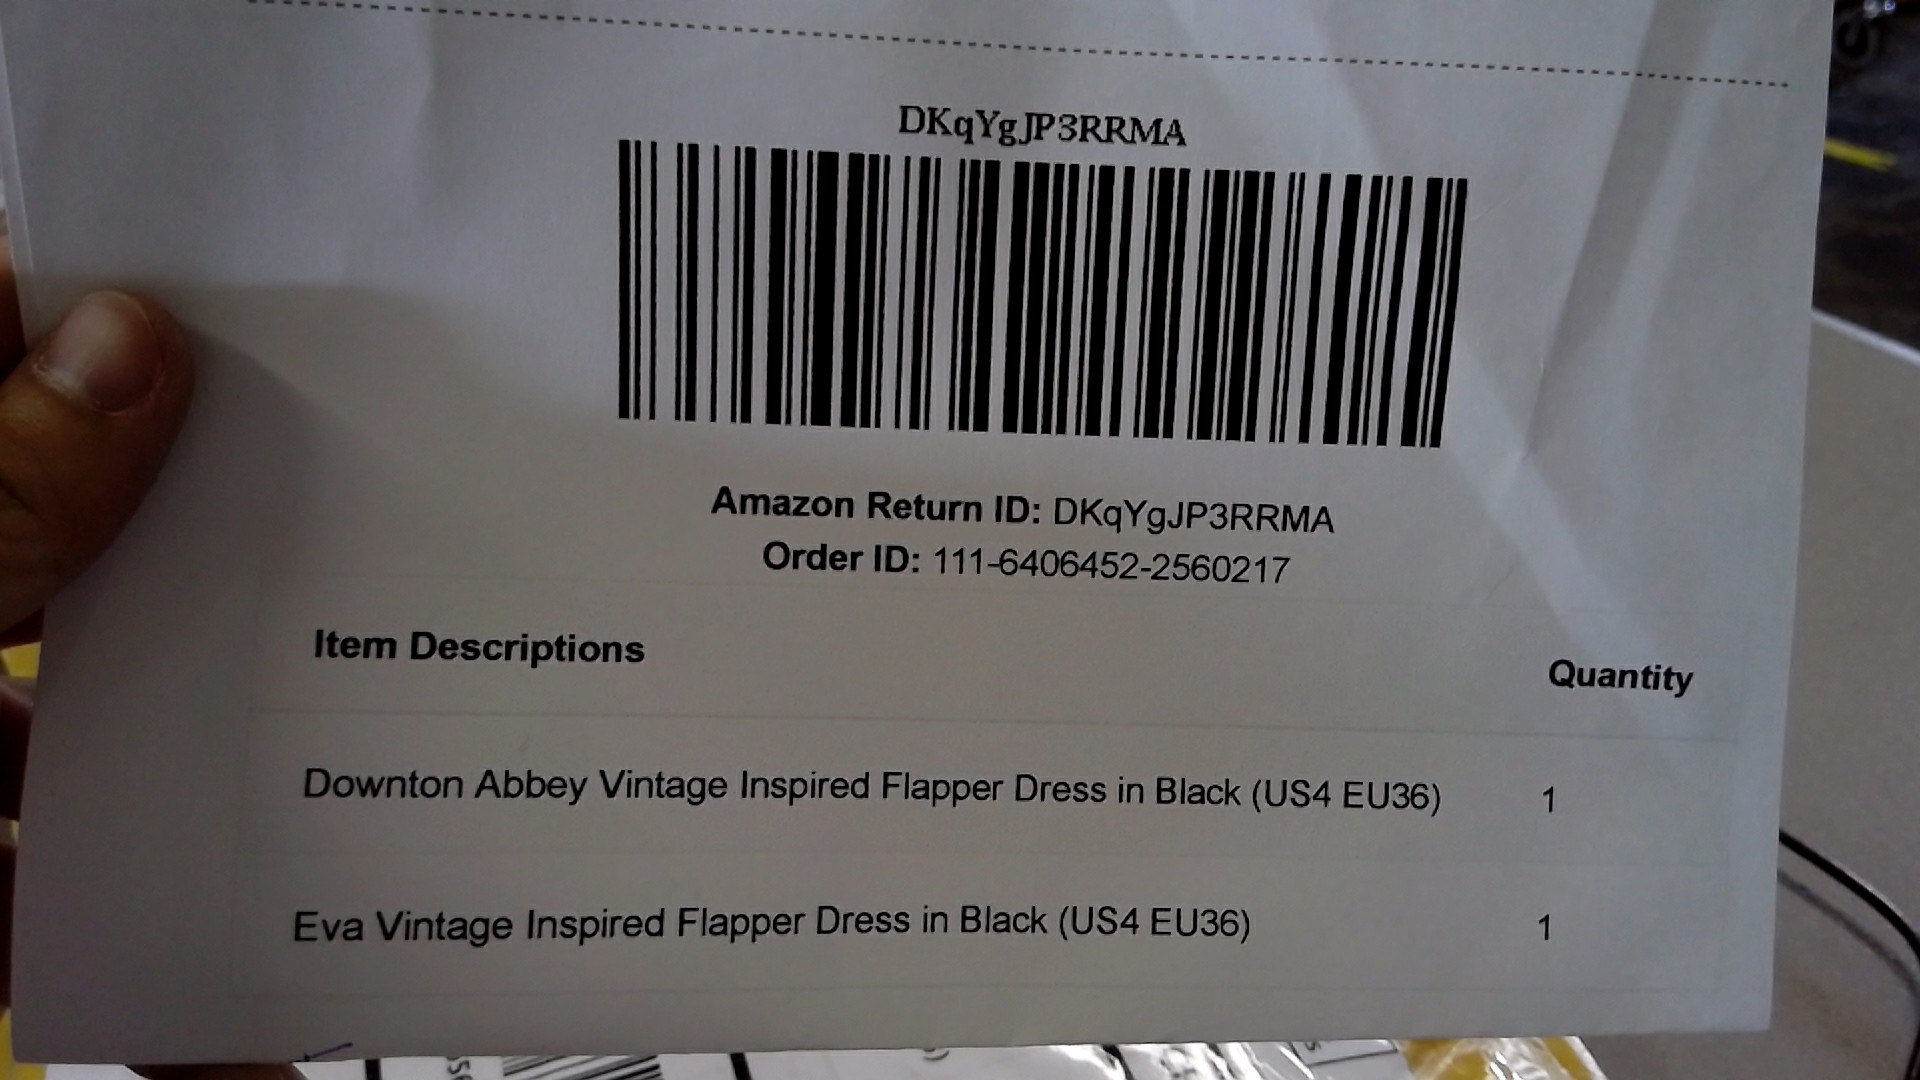 DKqYgJP3RRMA
Amazon Return ID: DKqYgJP3RRMA
Order ID: 111-6406452-2560217
Item Descriptions Quantity
Downton Abbey Vintage Inspired Flapper Dress in Black (US4 EU36) 1
Eva Vintage Inspired Flapper Dress in Black (US4 EU36) 1